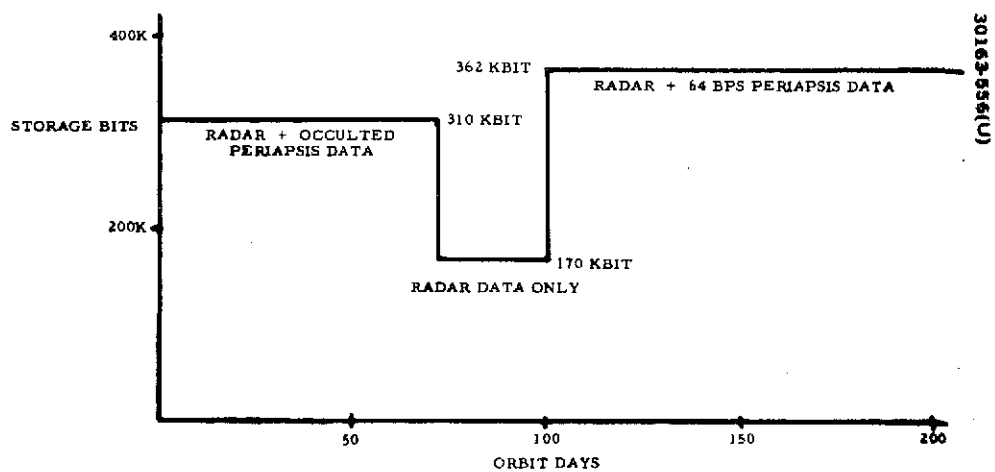 400K
362 KBIT
RADAR + 64 BPS PERIAPSIS DATA
30163-556(U)
STORAGE BITS
310 KBIT
RADAR + OCCULTED
PERIAPSIS DATA
200K
170 KBIT
RADAR DATA ONLY
50
100
150
200
ORBIT DAYS